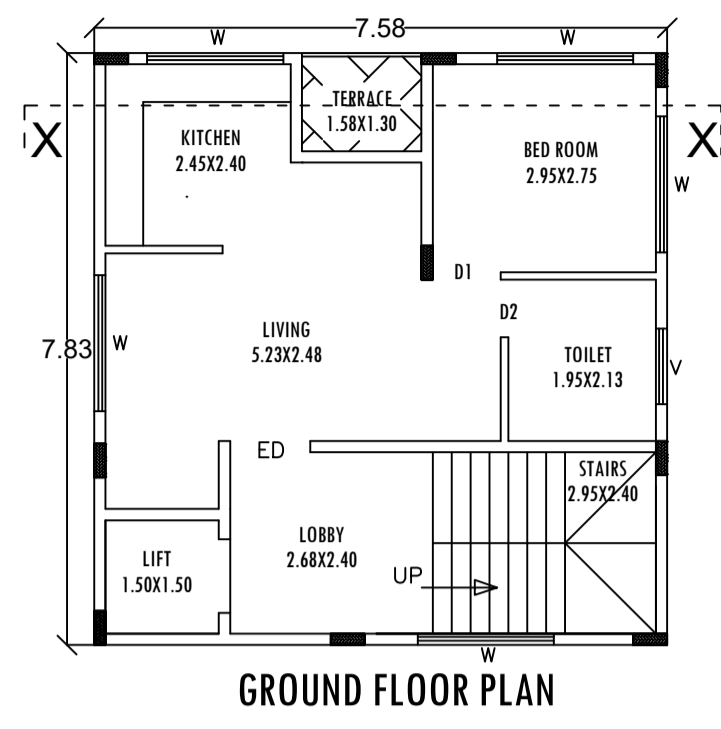 7.58
W
W
TERRACE
1.58X1.30
X
KITCHEN
2.45X2.40
BED ROOM
2.95X2.75
X
W
D1
D2
7.83
W
LIVING
5.23X2.48
TOILET
1.95X2.13
V
ED
STAIRS
2.95X2.40
LOBBY
2.68X2.40
LIFT
1.50X1.50
UP
W
GROUND FLOOR PLAN